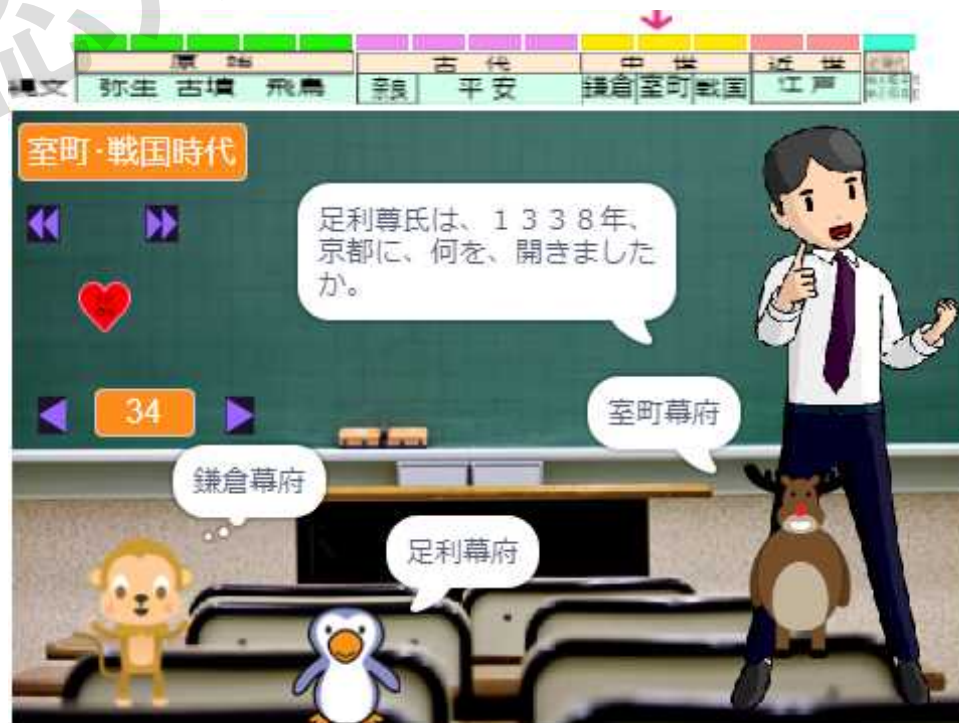 原始
古代
中世
近世
縄文 弥生 古墳 飛鳥 奈良 平安 鎌倉 室町 戦国 江戸
室町・戦国時代
足利尊氏は、1338年、
京都に、何を、開きました
か。
34
室町幕府
鎌倉幕府
足利幕府